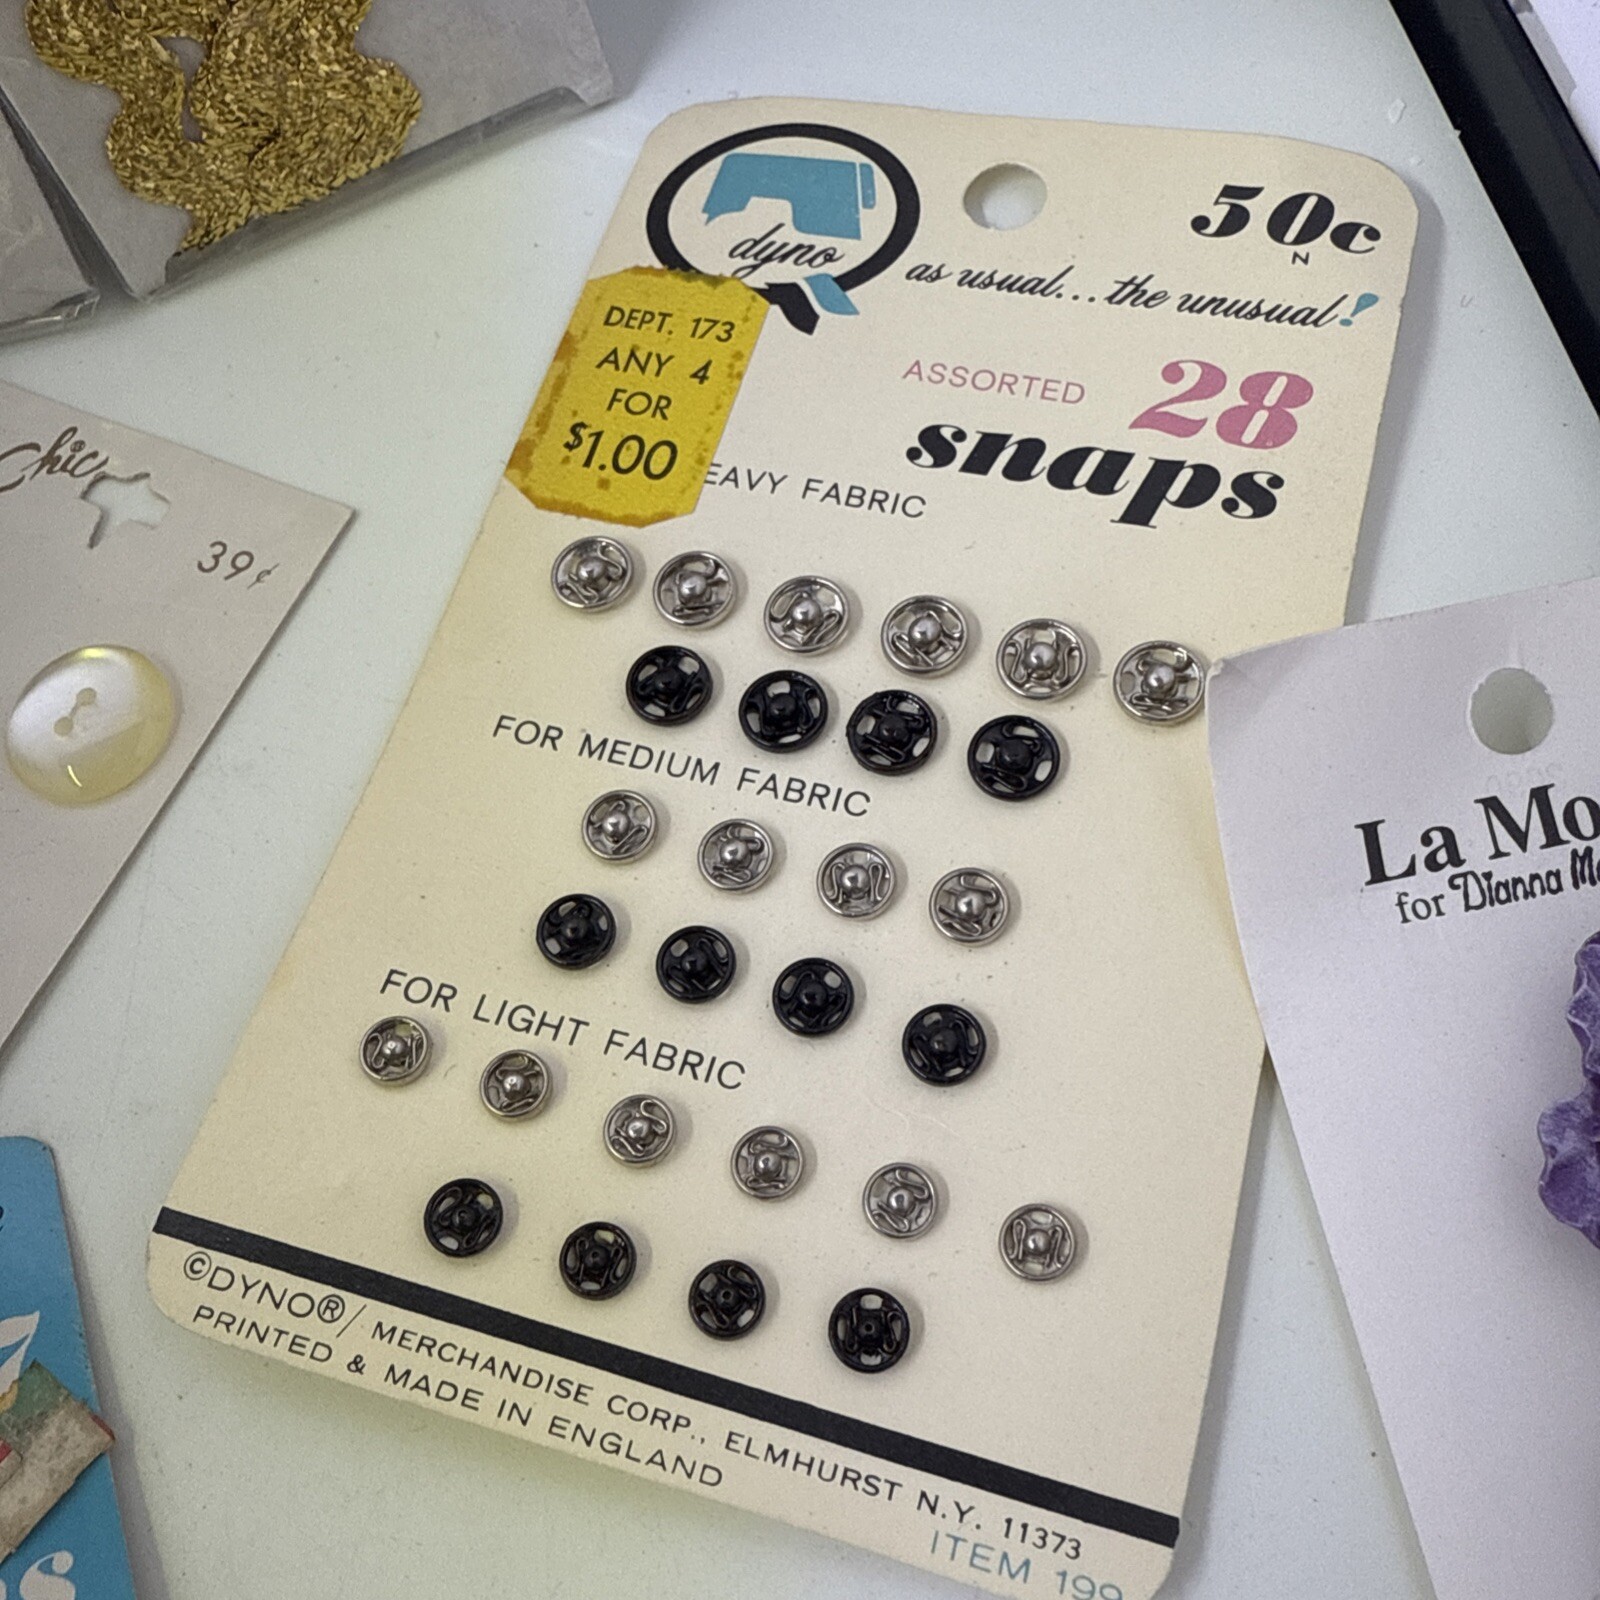 dyno
50c
N
as usual... the unusual!
DEPT. 173
ANY 4
FOR
$1.00
ASSORTED 28
snaps
EAVY FABRIC
FOR MEDIUM FABRIC
FOR LIGHT FABRIC
©DYNO®/ MERCHANDISE CORP., ELMHURST N.Y. 11373
PRINTED & MADE IN ENGLAND
ITEM 199
Chic
39¢
La Mo
for Dianna M